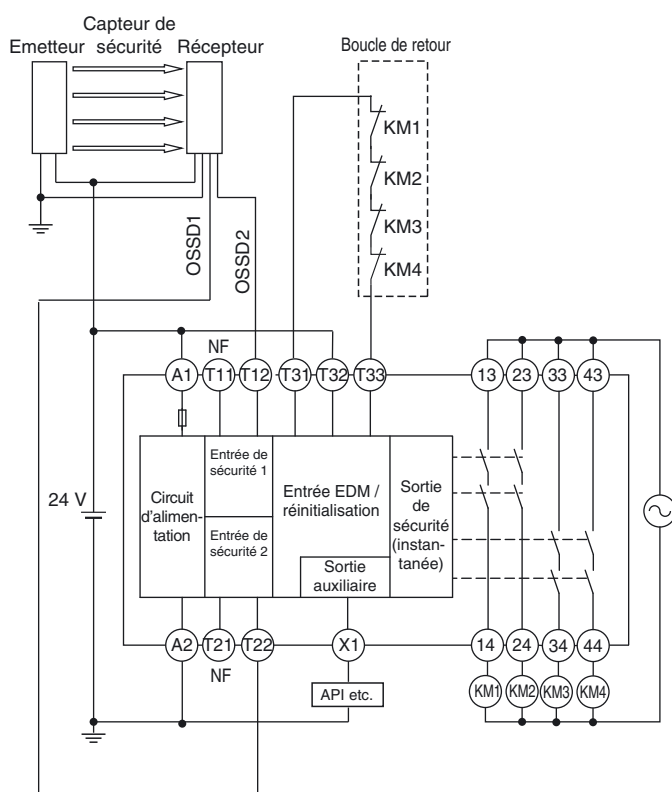 Capteur de
sécurité
Emetteur
Récepteur
Boucle de retour
KM1
KM2
KM3
KM4
OSSD1
OSSD2
NF
A1
T11
T12
T31
T32
T33
13
23
33
43
24 V
Circuit
d'alimen-
tation
Entrée de
sécurité 1
Entrée de
sécurité 2
Entrée EDM /
réinitialisation
Sortie
auxiliaire
Sortie
de
sécurité
(instan-
tanée)
A2
T21
T22
X1
14
24
34
44
NF
API etc.
KM1
KM2
KM3
KM4